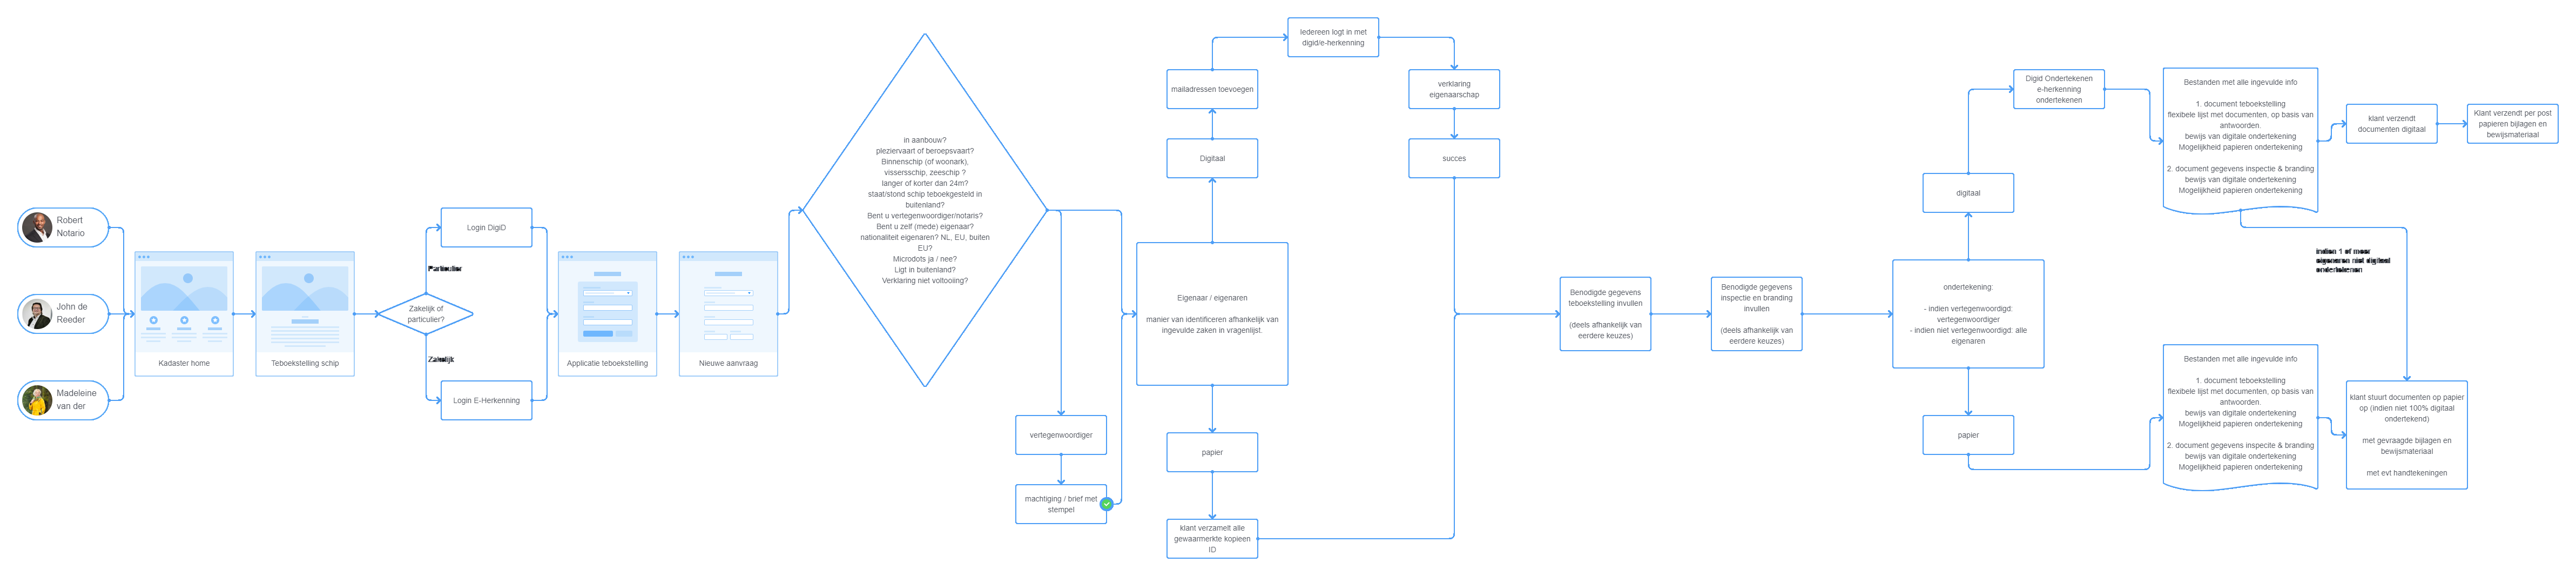 Robert
Notario
John de
Reeder
Madeleine
van der
Kadaster home
Teboekstelling schip
Zakelijk of
particulier?
Particulier
Zakelijk
Login DigiD
Login E-Herkenning
Applicatie teboekstelling
Nieuwe aanvraag
in aanbouw?
pleziervaart of beroepsvaart?
Binnenschip (of woonark),
vissersschip, zeeschip ?
langer of korter dan 24m?
staat/stond schip teboekgesteld in
buitenland?
Bent u vertegenwoordiger/notaris?
Bent u zelf (mede) eigenaar?
nationaliteit eigenaren? NL, EU, buiten
EU?
Microdots ja / nee?
Ligt in buitenland?
Verklaring niet voltooiing?
vertegenwoordiger
machtiging / brief met
stempel
Eigenaar / eigenaren
manier van identificeren afhankelijk van
ingevulde zaken in vragenlijst.
Digitaal
mailadressen toevoegen
Iedereen logt in met
digid/e-herkenning
verklaring
eigenaarschap
succes
papier
klant verzamelt alle
gewaarmerkte kopieen
ID
Benodigde gegevens
teboekstelling invullen
(deels afhankelijk van
eerdere keuzes)
Benodigde gegevens
inspectie en branding
invullen
(deels afhankelijk van
eerdere keuzes)
ondertekening:
- indien vertegenwoordigd:
vertegenwoordiger
- indien niet vertegenwoordigd: alle
eigenaren
digitaal
Digid Ondertekenen
e-herkenning
ondertekenen
Bestanden met alle ingevulde info
1. document teboekstelling
flexibele lijst met documenten, op basis van
antwoorden.
bewijs van digitale ondertekening
Mogelijkheid papieren ondertekening
2. document gegevens inspectie & branding
bewijs van digitale ondertekening
Mogelijkheid papieren ondertekening
klant verzendt
documenten digitaal
Klant verzendt per post
papieren bijlagen en
bewijsmateriaal
indien 1 of meer
eigenaren niet digitaal
ondertekenen
papier
Bestanden met alle ingevulde info
1. document teboekstelling
flexibele lijst met documenten, op basis van
antwoorden.
bewijs van digitale ondertekening
Mogelijkheid papieren ondertekening
2. document gegevens inspecite & branding
bewijs van digitale ondertekening
Mogelijkheid papieren ondertekening
klant stuurt documenten op papier
op (indien niet 100% digitaal
ondertekend)
met gevraagde bijlagen en
bewijsmateriaal
met evt handtekeningen